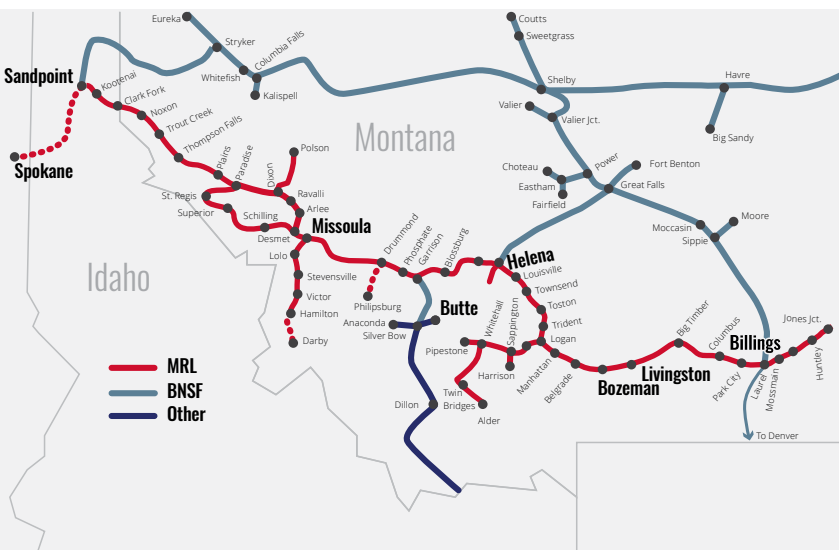 Eureka
Stryker
Columbia Falls
Whitefish
Kalispell
Coutts
Sweetgrass
Shelby
Havre
Sandpoint
Kootenai
Clark Fork
Noxon
Trout Creek
Thompson Falls
Valier
Valier Jct.
Big Sandy
Montana
Spokane
Plains
Paradise
Dixon
Polson
Choteau
Power
Fort Benton
Eastham
Great Falls
Fairfield
St. Regis
Ravalli
Superior
Schilling
Arlee
Missoula
Desmet
Moccasin
Moore
Sippie
Lolo
Drummond
Phosphate
Garrison
Blossburg
Helena
Louisville
Idaho
Stevensville
Townsend
Victor
Philipsburg
Butte
Toston
Hamilton
Anaconda
Silver Bow
Whitehall
Sappington
Trident
Big Timber
Columbus
Jones Jct.
Darby
Pipestone
Logan
Billings
MRL
Harrison
Manhattan
Belgrade
Bozeman
Livingston
Park City
Laurel
Mossman
Huntley
BNSF
Dillon
Twin
Bridges
Other
Alder
To Denver